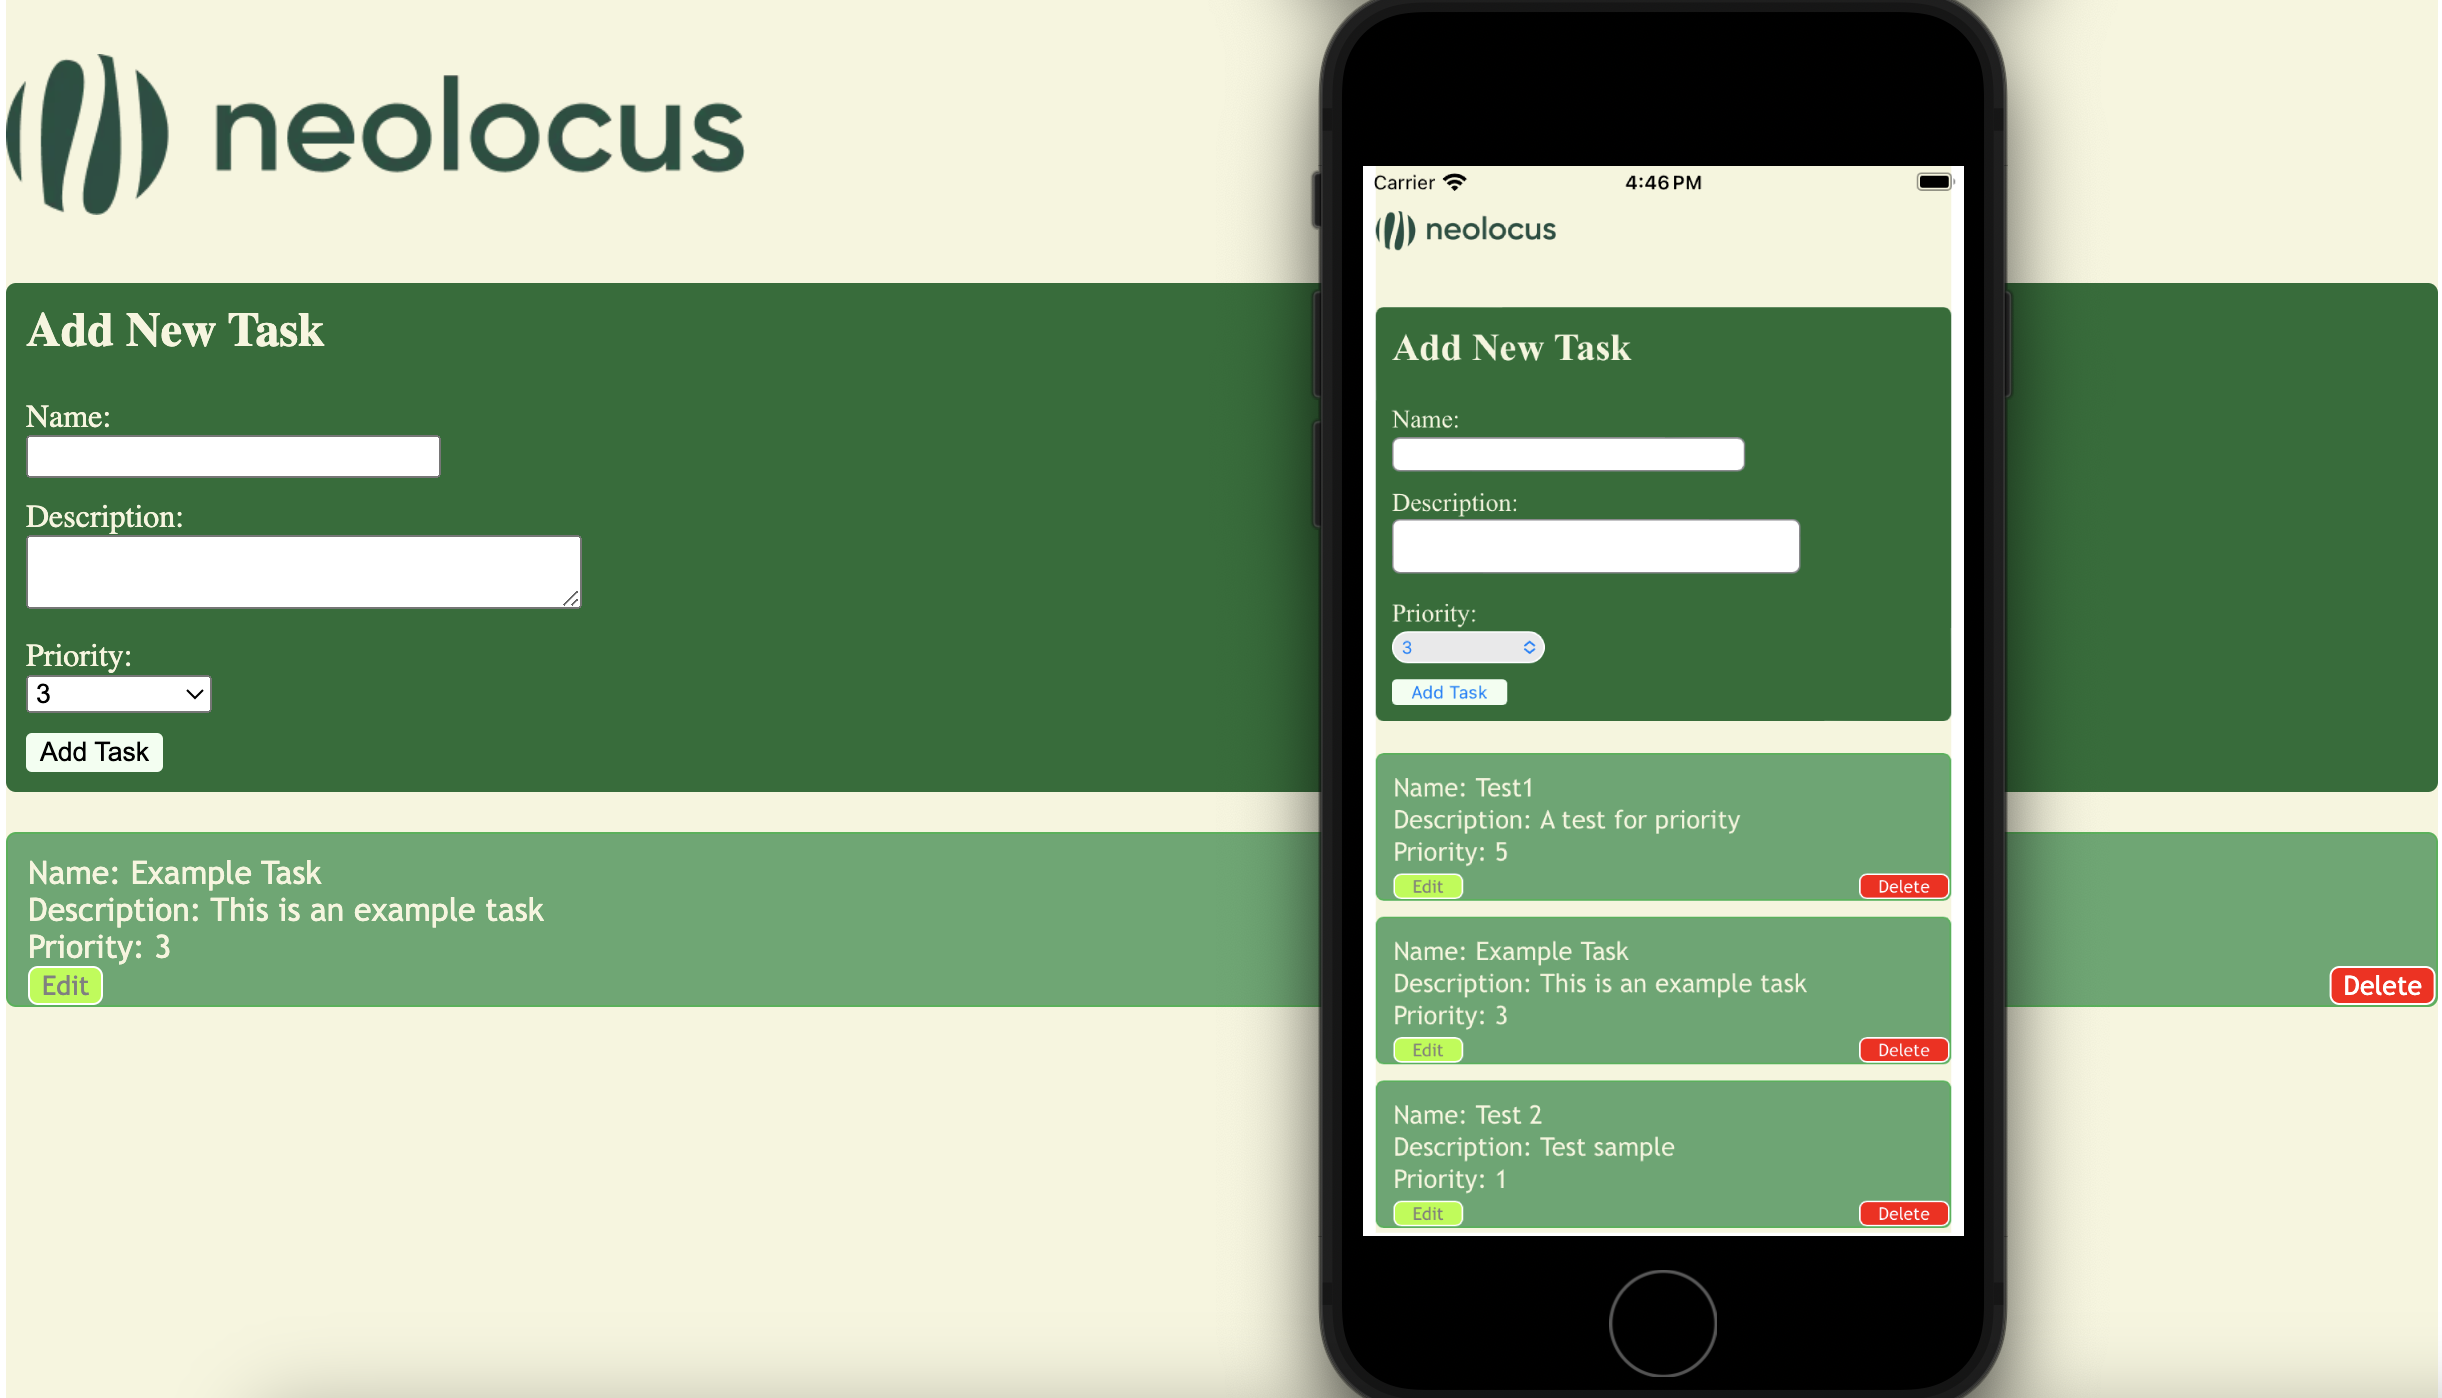 neolocus
Add New Task
Name:
Description:
Priority:
3
Add Task
Name: Example Task
Description: This is an example task
Priority: 3
Edit
Delete
Carrier
4:46 PM
neolocus
Add New Task
Name:
Description:
Priority:
3
Add Task
Name: Test1
Description: A test for priority
Priority: 5
Edit
Delete
Name: Example Task
Description: This is an example task
Priority: 3
Edit
Delete
Name: Test 2
Description: Test sample
Priority: 1
Edit
Delete